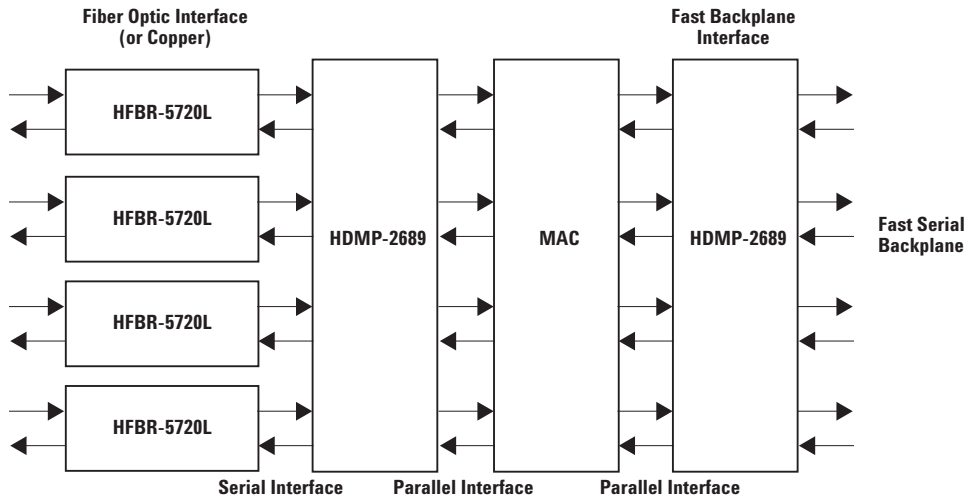 Fiber Optic Interface
(or Copper)
Fast Backplane
Interface
HFBR-5720L
HFBR-5720L
HFBR-5720L
HFBR-5720L
HDMP-2689
MAC
HDMP-2689
Fast Serial
Backplane
Serial Interface
Parallel Interface
Parallel Interface